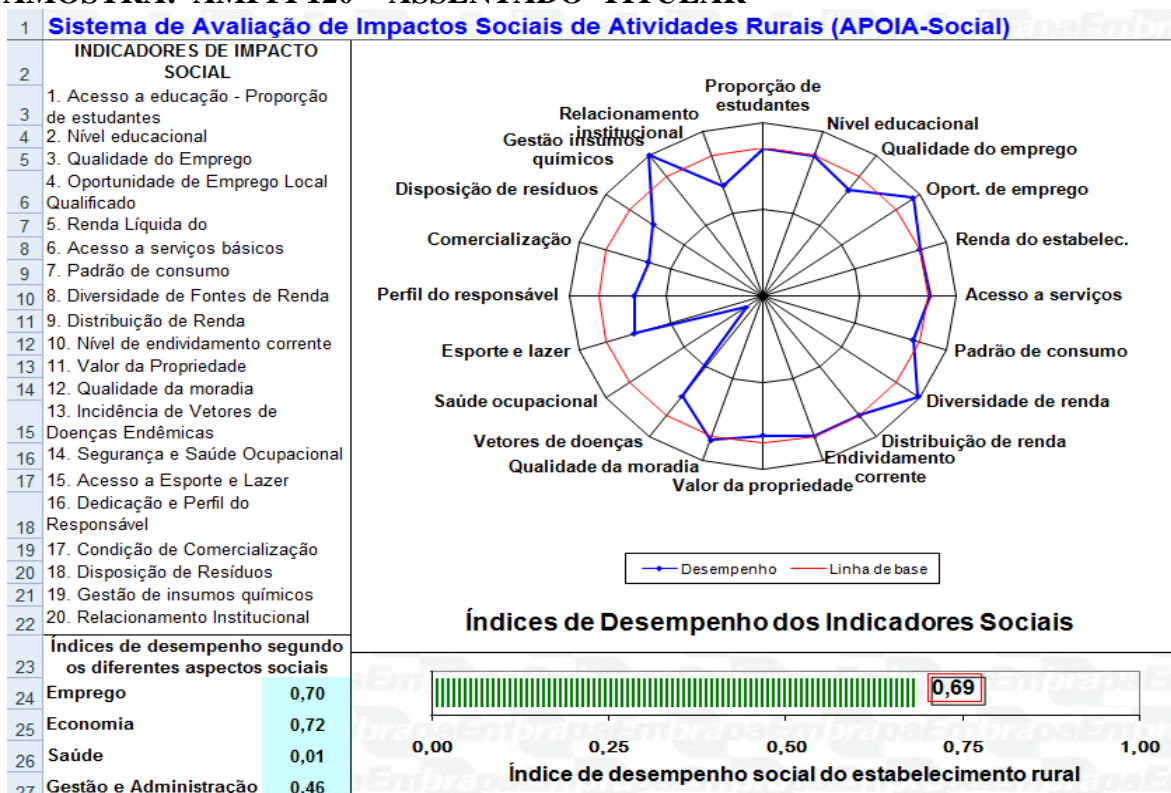 1 Sistema de Avaliação de Impactos Sociais de Atividades Rurais (APOIA-Social)
INDICADORES DE IMPACTO
2 SOCIAL
1. Acesso a educação - Proporção
3 de estudantes
4 2. Nível educacional
5 3. Qualidade do Emprego
4. Oportunidade de Emprego Local
6 Qualificado
7 5. Renda Líquida do
8 6. Acesso a serviços básicos
9 7. Padrão de consumo
10 8. Diversidade de Fontes de Renda
11 9. Distribuição de Renda
12 10. Nível de endividamento corrente
13 11. Valor da Propriedade
14 12. Qualidade da moradia
13. Incidência de Vetores de
15 Doenças Endêmicas
16 14. Segurança e Saúde Ocupacional
17 15. Acesso a Esporte e Lazer
16. Dedicação e Perfil do
18 Responsável
19 17. Condição de Comercialização
20 18. Disposição de Resíduos
21 19. Gestão de insumos químicos
22 20. Relacionamento Institucional
Índices de desempenho segundo
23 os diferentes aspectos sociais
24 Emprego 0,70
25 Economia 0,72
26 Saúde 0,01
27 Gestão e Administração 0,46
Proporção de
estudantes
Nível educacional
Qualidade do emprego
Oport. de emprego
Renda do estabelec.
Acesso a serviços
Padrão de consumo
Diversidade de renda
Distribuição de renda
Endividamento
corrente
Valor da propriedade
Qualidade da moradia
Vetores de doenças
Saúde ocupacional
Esporte e lazer
Perfil do responsável
Comercialização
Disposição de resíduos
Gestão insumos
químicos
Relacionamento
institucional
Desempenho Linha de base
Índices de Desempenho dos Indicadores Sociais
0,69
0,00 0,25 0,50 0,75 1,00
Índice de desempenho social do estabelecimento rural